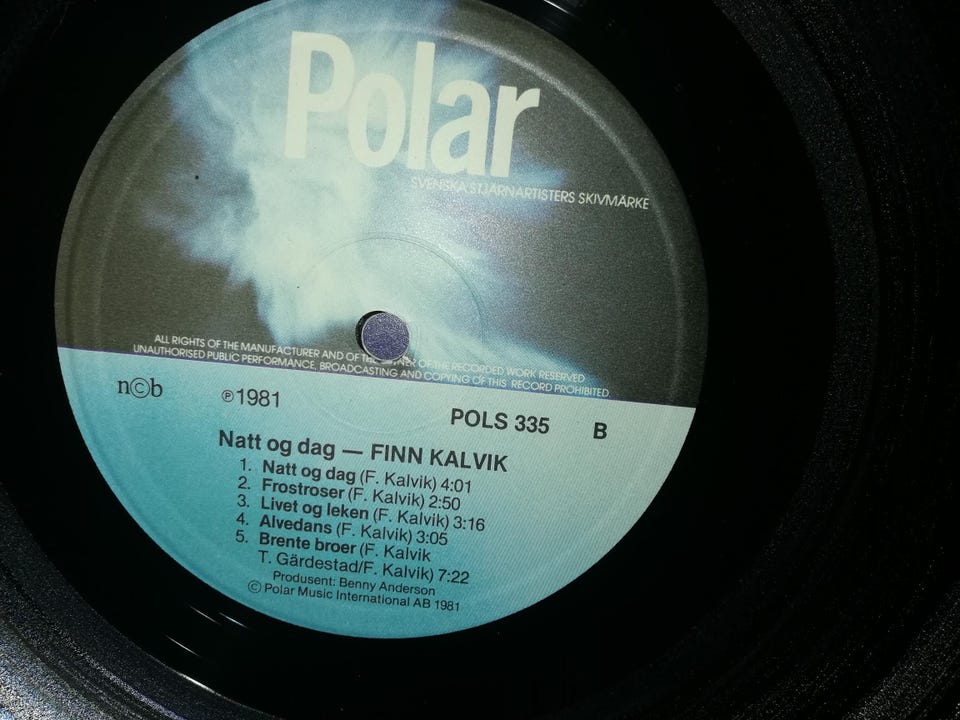 Polar
SVENSKA STJÄRNARTISTERS SKIVMÄRKE
ALL RIGHTS OF THE MANUFACTURER AND OF THE OWNER OF THE RECORDED WORK RESERVED
UNAUTHORISED PUBLIC PERFORMANCE, BROADCASTING AND COPYING OF THIS RECORD PROHIBITED
n©b
℗1981
POLS 335 B
Natt og dag — FINN KALVIK
1. Natt og dag (F. Kalvik) 4:01
2. Frostroser (F. Kalvik) 2:50
3. Livet og leken (F. Kalvik) 3:16
4. Alvedans (F. Kalvik) 3:05
5. Brente broer (F. Kalvik
T. Gärdestad/F. Kalvik) 7:22
Produsent: Benny Anderson
© Polar Music International AB 1981